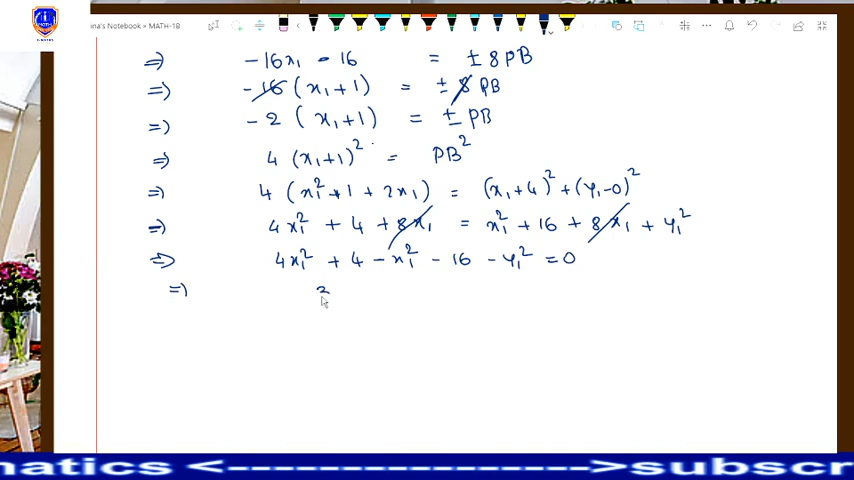 na's Notebook » MATH-1B
⇒ -16x₁ - 16 = ± 8 PB
⇒ -16 (x₁ + 1) = ± 8 PB
⇒ -2 (x₁ + 1) = ± PB
⇒ 4 (x₁ + 1)² = PB²
⇒ 4 (x₁² + 1 + 2x₁) = (x₁ + 4)² + (y₁ - 0)²
⇒ 4x₁² + 4 + 8x₁ = x₁² + 16 + 8x₁ + y₁²
⇒ 4x₁² + 4 - x₁² - 16 - y₁² = 0
⇒ 3
matics <---------------------->subscr